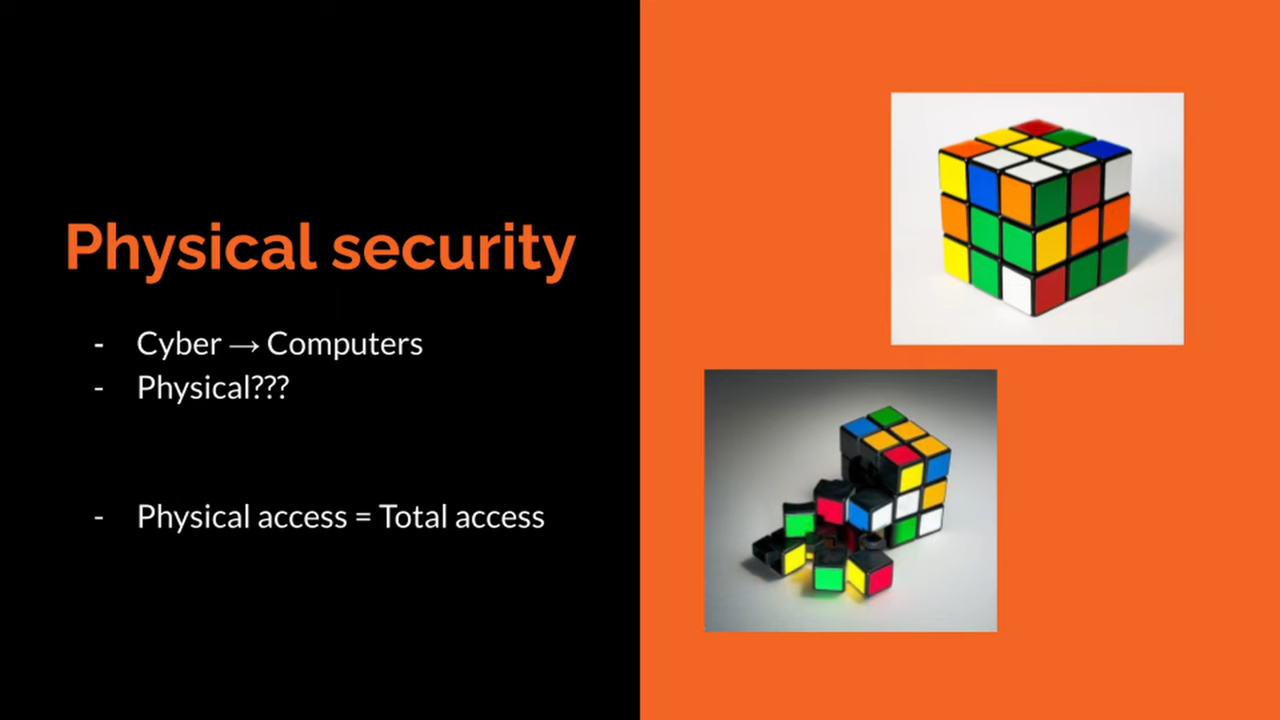 Physical security
- Cyber → Computers
- Physical???
- Physical access = Total access